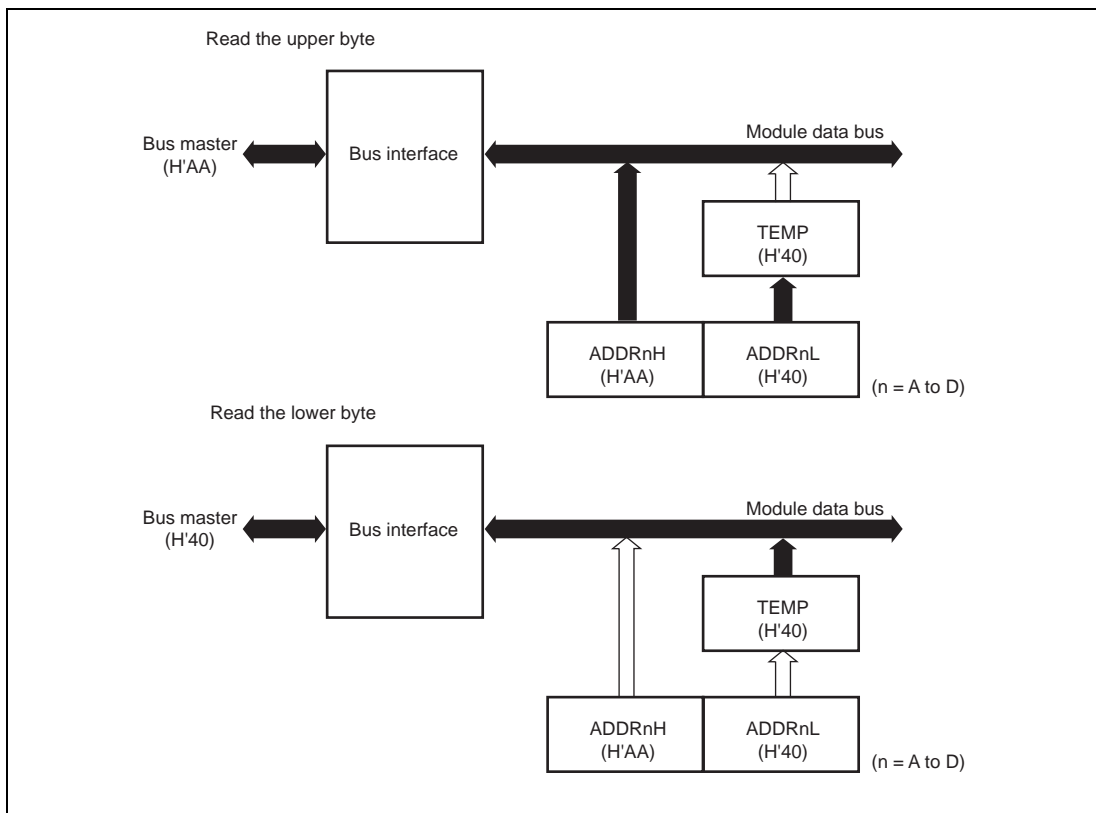 Read the upper byte
Module data bus
Bus master
(H'AA)
Bus interface
TEMP
(H'40)
ADDRnH
(H'AA)
ADDRnL
(H'40)
(n = A to D)
Read the lower byte
Module data bus
Bus master
(H'40)
Bus interface
TEMP
(H'40)
ADDRnH
(H'AA)
ADDRnL
(H'40)
(n = A to D)